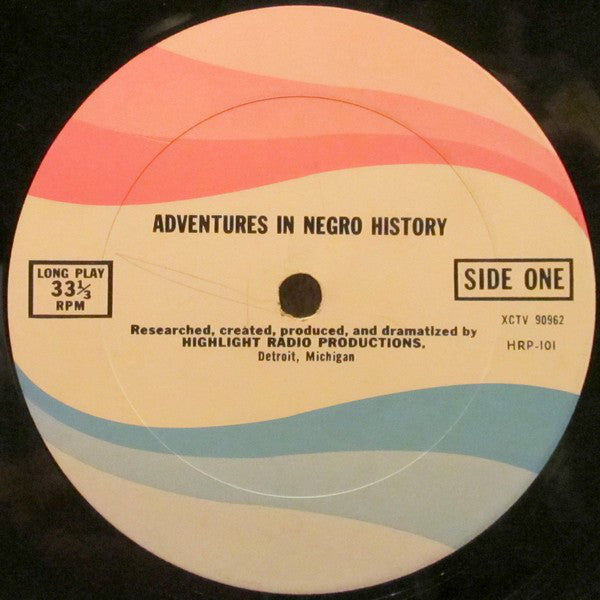 ADVENTURES IN NEGRO HISTORY
LONG PLAY
33⅓
RPM
SIDE ONE
XCTV 90962
HRP-101
Researched, created, produced, and dramatized by
HIGHLIGHT RADIO PRODUCTIONS,
Detroit, Michigan